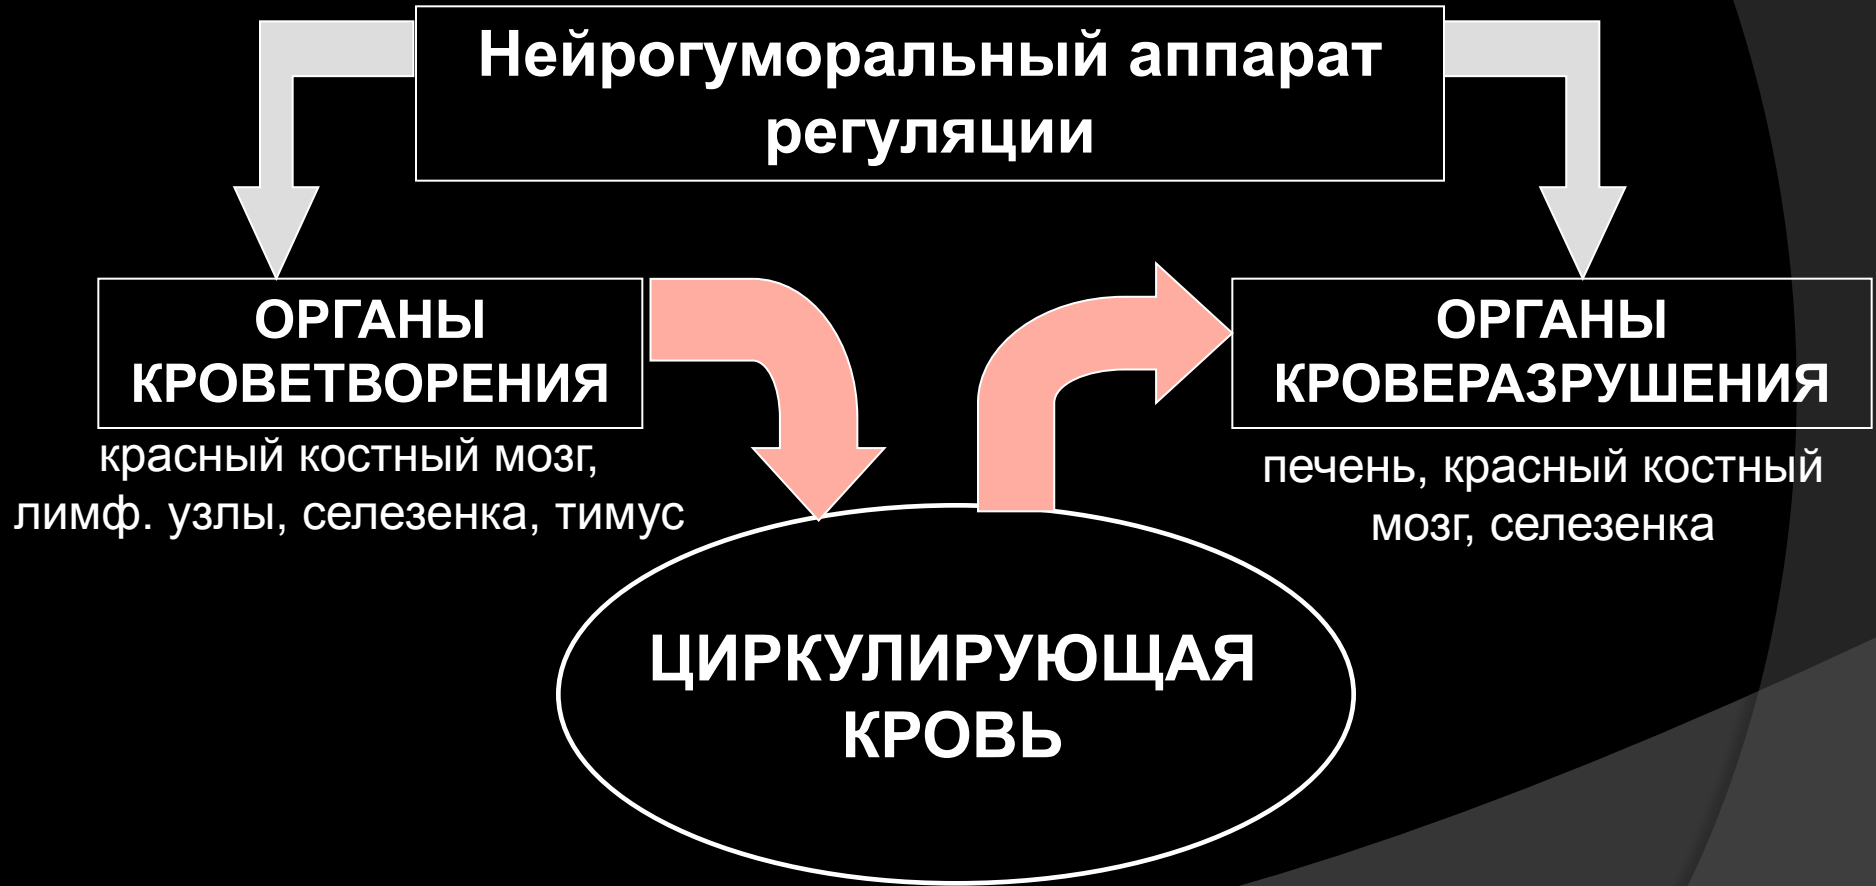 Нейрогуморальный аппарат
регуляции
ОРГАНЫ
КРОВЕТВОРЕНИЯ
красный костный мозг,
лимф. узлы, селезенка, тимус
ОРГАНЫ
КРОВЕРАЗРУШЕНИЯ
печень, красный костный
мозг, селезенка
ЦИРКУЛИРУЮЩАЯ
КРОВЬ